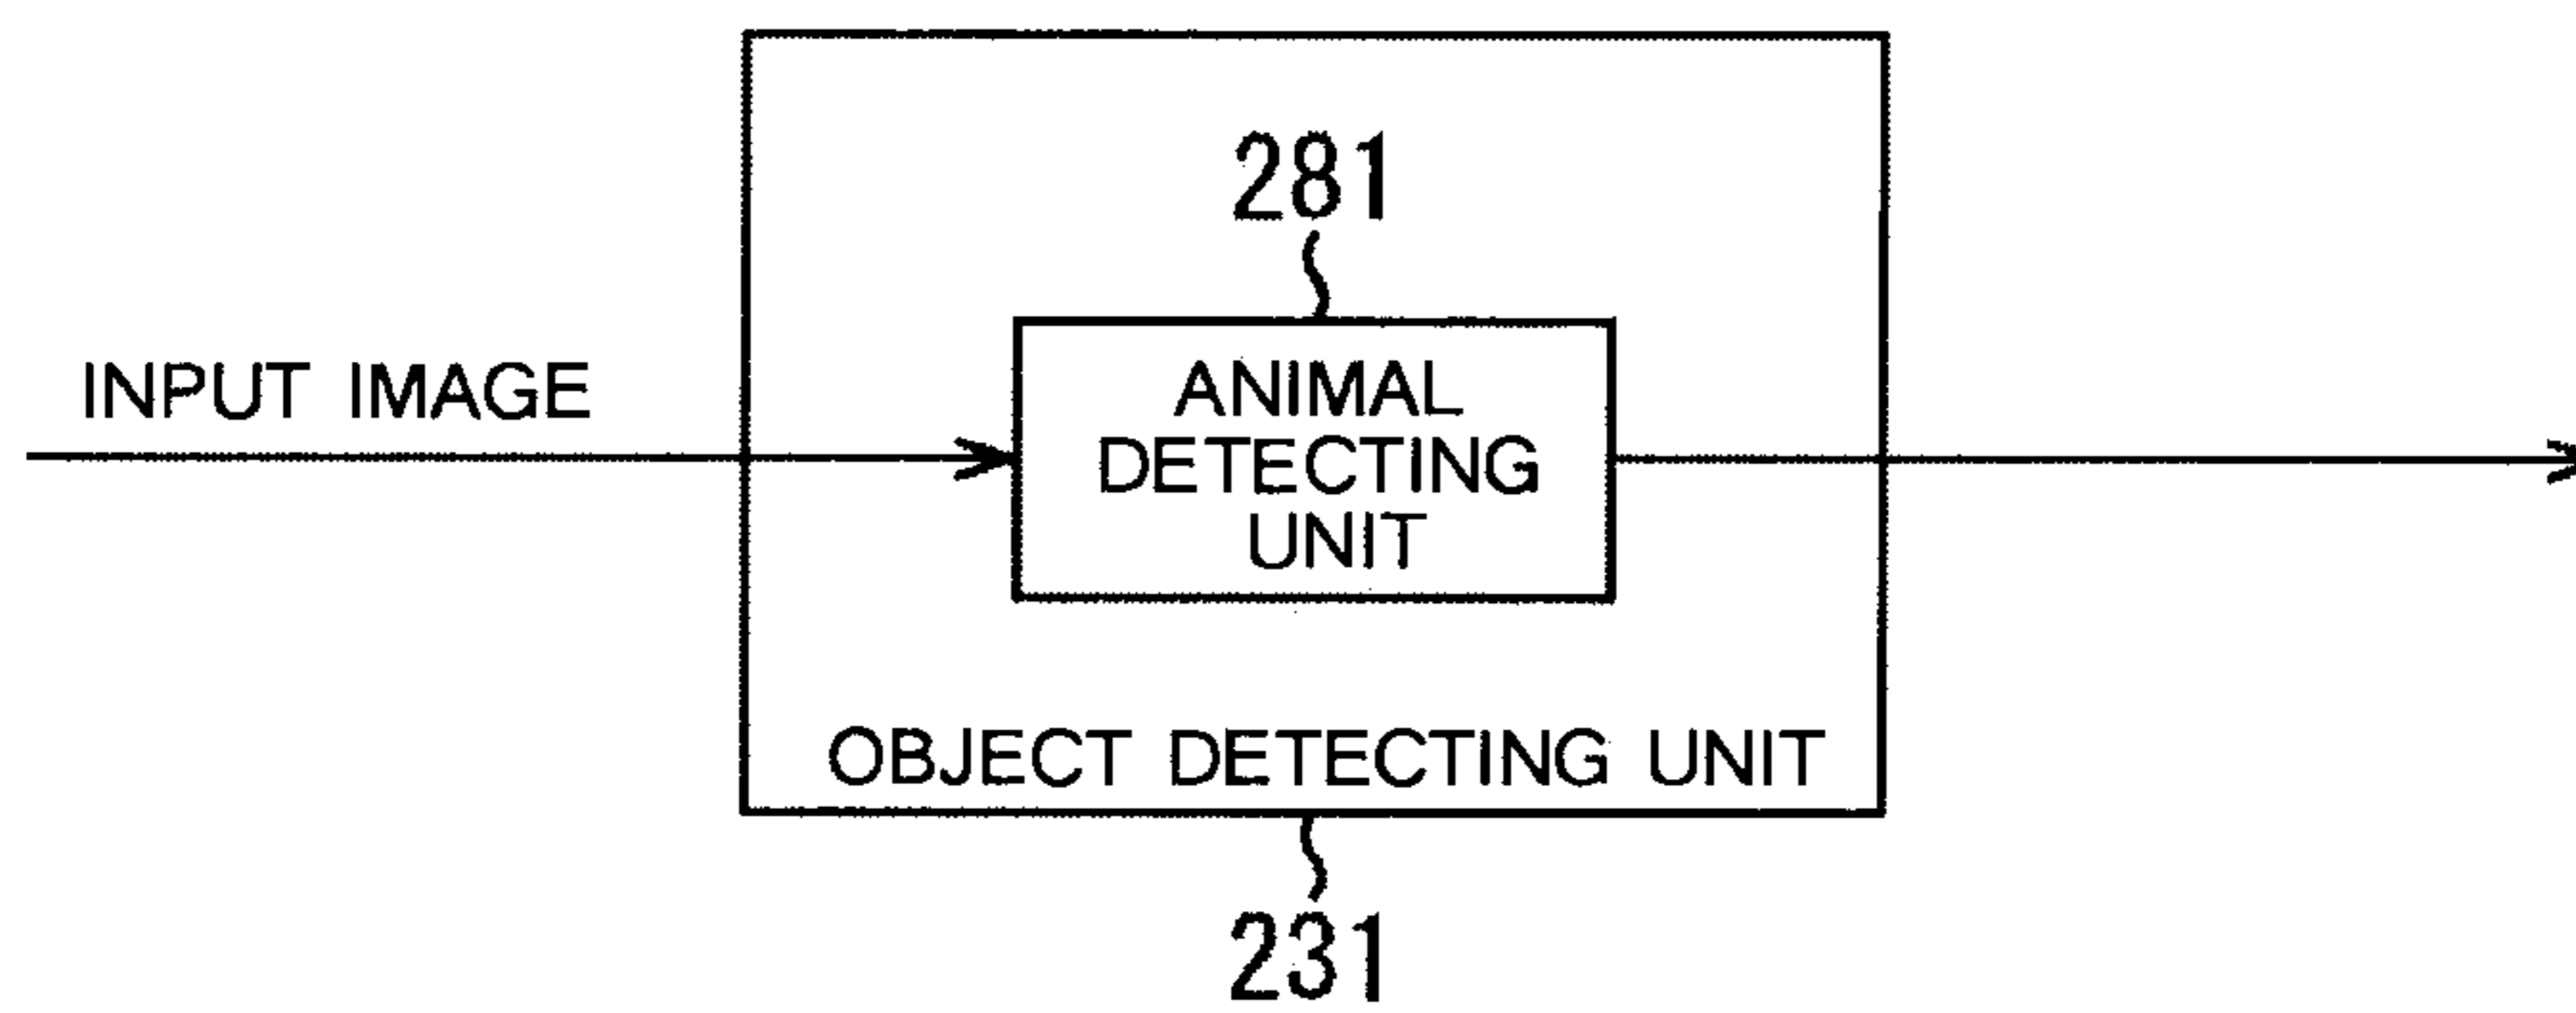 281
INPUT IMAGE
ANIMAL
DETECTING
UNIT
OBJECT DETECTING UNIT
231